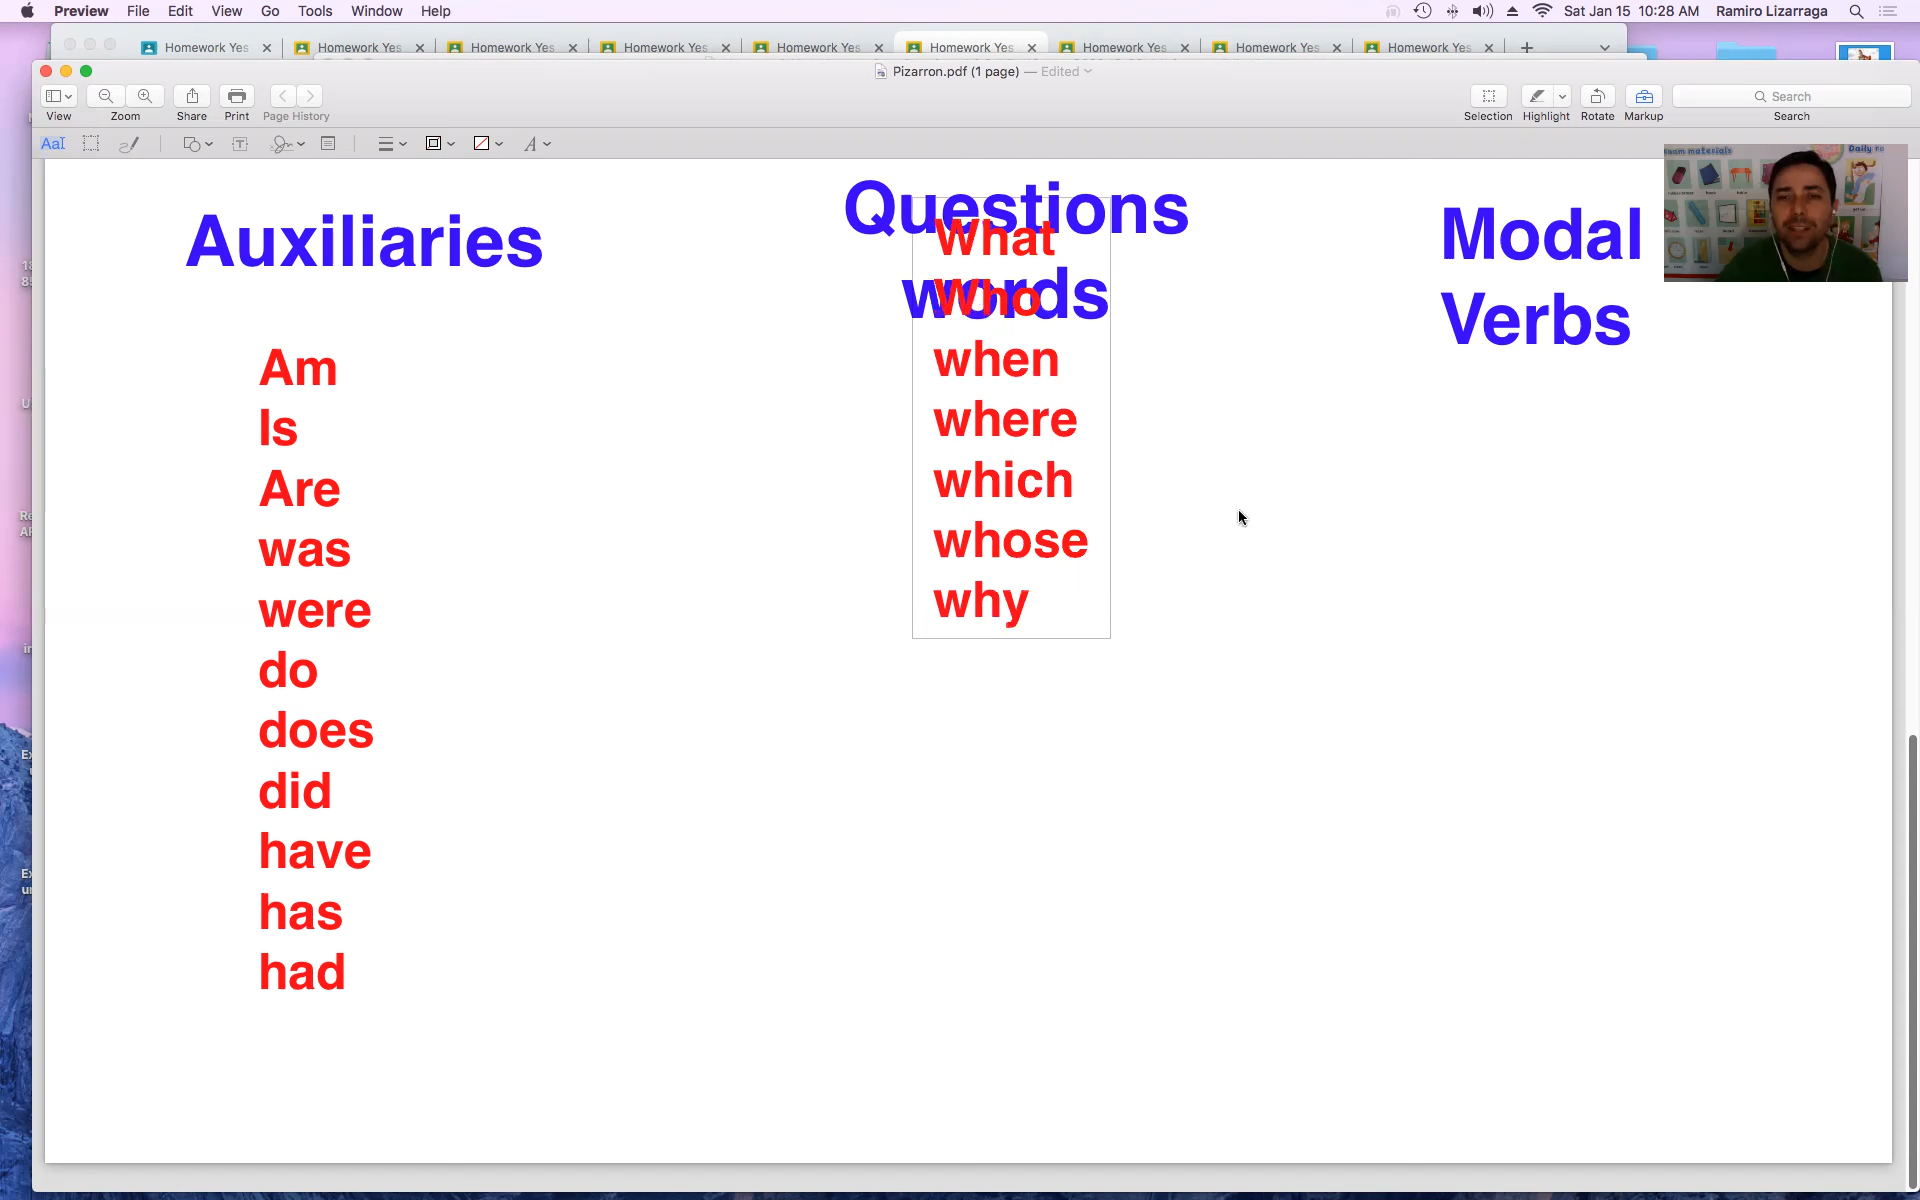 Preview File Edit View Go Tools Window Help
Sat Jan 15 10:28 AM Ramiro Lizarraga
Homework Yes Homework Yes Homework Yes Homework Yes Homework Yes Homework Yes Homework Yes Homework Yes Homework Yes
Pizarron.pdf (1 page) — Edited
Search
View Zoom Share Print Page History Selection Highlight Rotate Markup Search
AaI T A
Auxiliaries
Am
Is
Are
was
were
do
does
did
have
has
had
Questions
words
What
Who
when
where
which
whose
why
Modal
Verbs